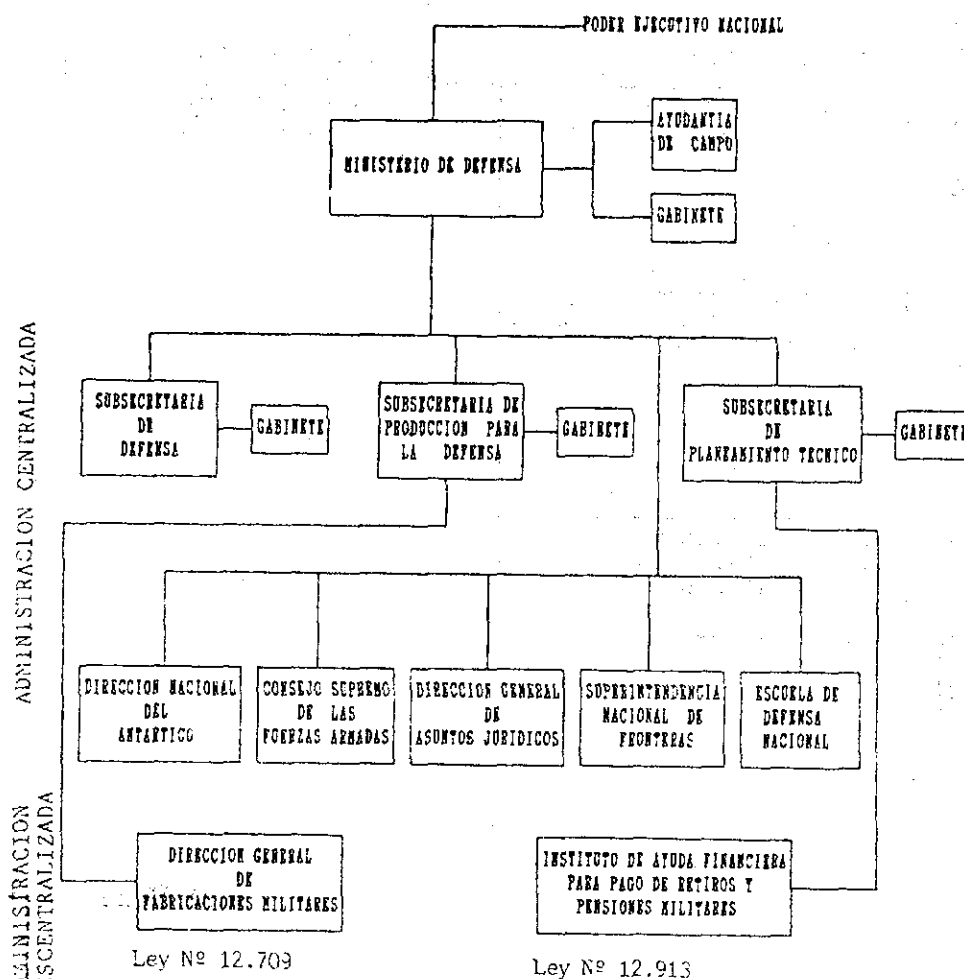 PODER EJECUTIVO NACIONAL
MINISTERIO DE DEFENSA
AYUDANTIA
DE CAMPO
GABINETE
ADMINISTRACION CENTRALIZADA
SUBSECRETARIA
DE
DEFENSA
GABINETE
SUBSECRETARIA DE
PRODUCCION PARA
LA DEFENSA
GABINETE
SUBSECRETARIA
DE
PLANEAMIENTO TECNICO
GABINETE
DIRECCION NACIONAL
DEL
ANTARTICO
CONSEJO SUPREMO
DE LAS
FUERZAS ARMADAS
DIRECCION GENERAL
DE
ASUNTOS JURIDICOS
SUPERINTENDENCIA
NACIONAL DE
FRONTERAS
ESCUELA DE
DEFENSA
NACIONAL
MINISTRACION
SCENTRALIZADA
DIRECCION GENERAL
DE
FABRICACIONES MILITARES
Ley Nº 12.709
INSTITUTO DE AYUDA FINANCIERA
PARA PAGO DE RETIROS Y
PENSIONES MILITARES
Ley Nº 12.913